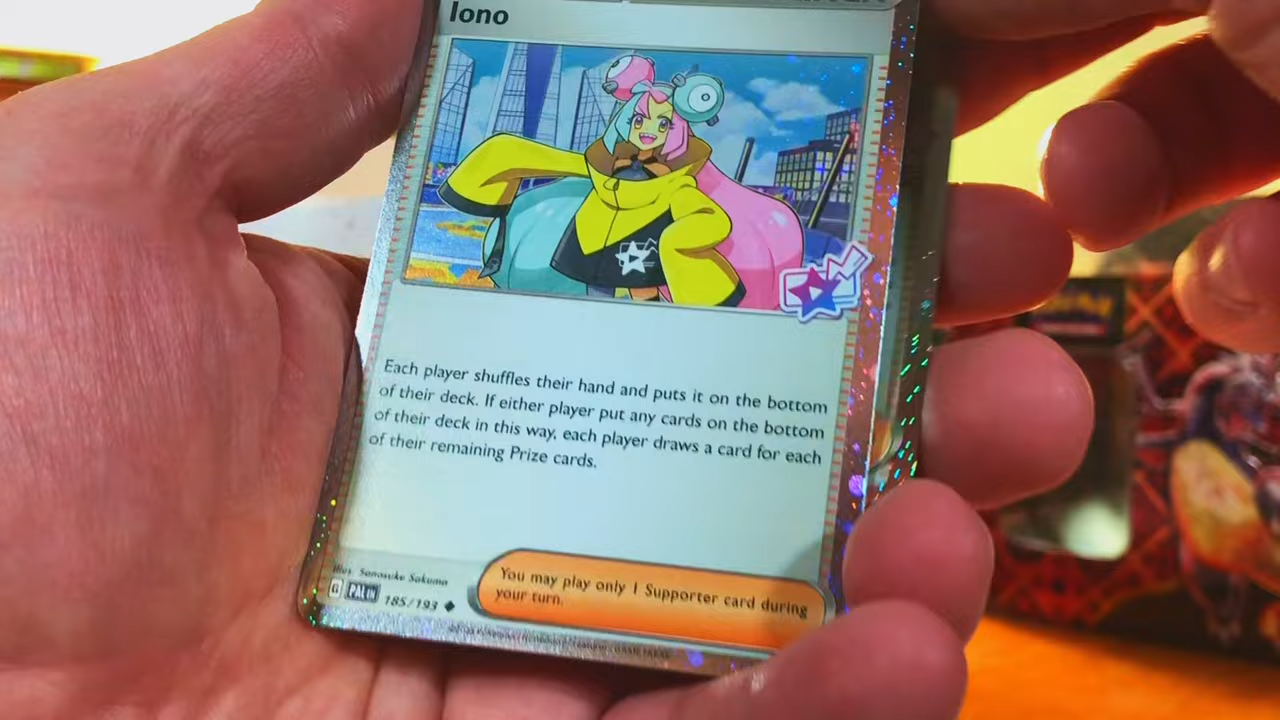 Iono
Each player shuffles their hand and puts it on the bottom
of their deck. If either player put any cards on the bottom
of their deck in this way, each player draws a card for each
of their remaining Prize cards.
Illus. Sanosuke Sakuma
G PAL EN 185/193
You may play only 1 Supporter card during
your turn.